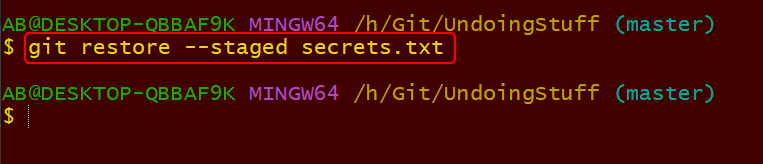 AB@DESKTOP-QBBAF9K MINGW64 /h/Git/UndoingStuff (master)
$ git restore --staged secrets.txt
AB@DESKTOP-QBBAF9K MINGW64 /h/Git/UndoingStuff (master)
$